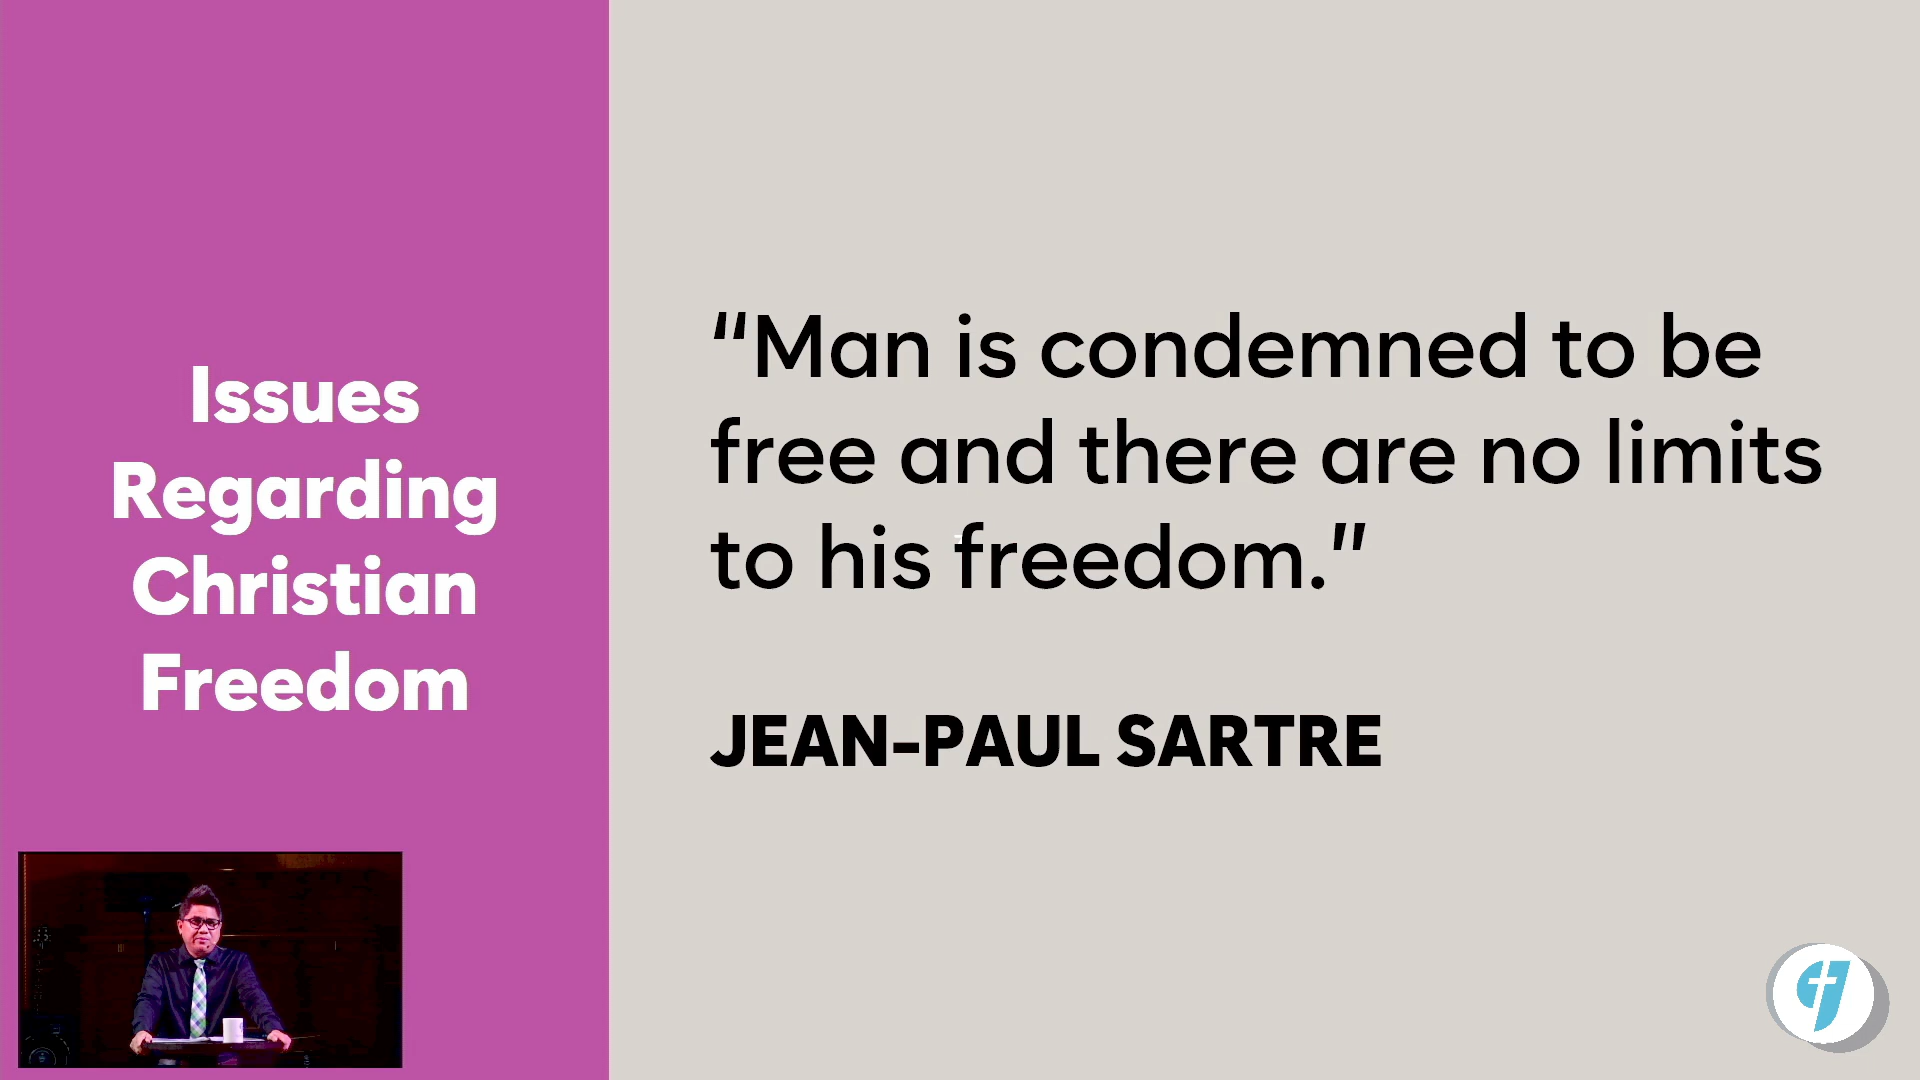 Issues
Regarding
Christian
Freedom
“Man is condemned to be
free and there are no limits
to his freedom.”
JEAN-PAUL SARTRE